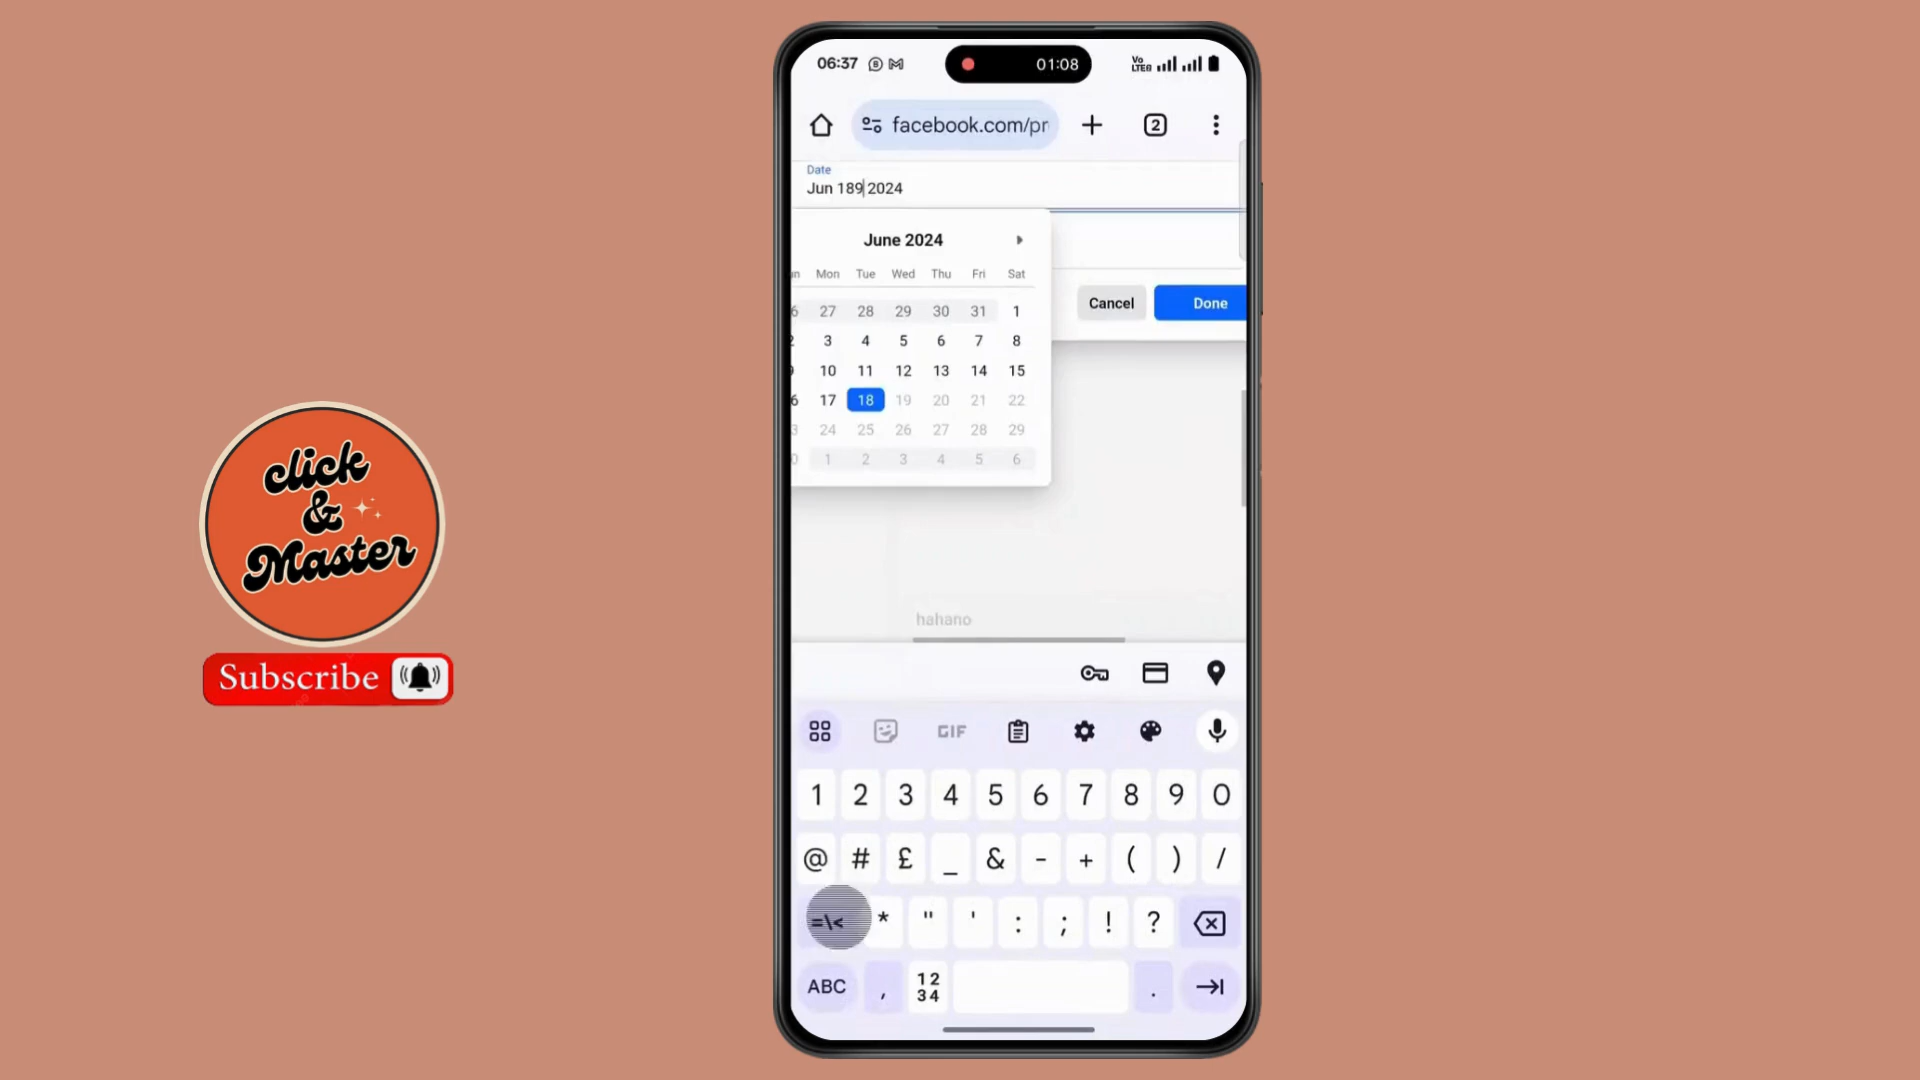 06:37
01:08
Vo
LTE
facebook.com/pr
2
Date
Jun 189 2024
June 2024
Mon Tue Wed Thu Fri Sat
27 28 29 30 31 1
3 4 5 6 7 8
10 11 12 13 14 15
17 18 19 20 21 22
24 25 26 27 28 29
1 2 3 4 5 6
Cancel
Done
click
&
Master
Subscribe
hahano
GIF
1 2 3 4 5 6 7 8 9 0
@ # £ _ & - + ( ) /
=\< * " ' : ; ! ?
ABC , 12 .
34